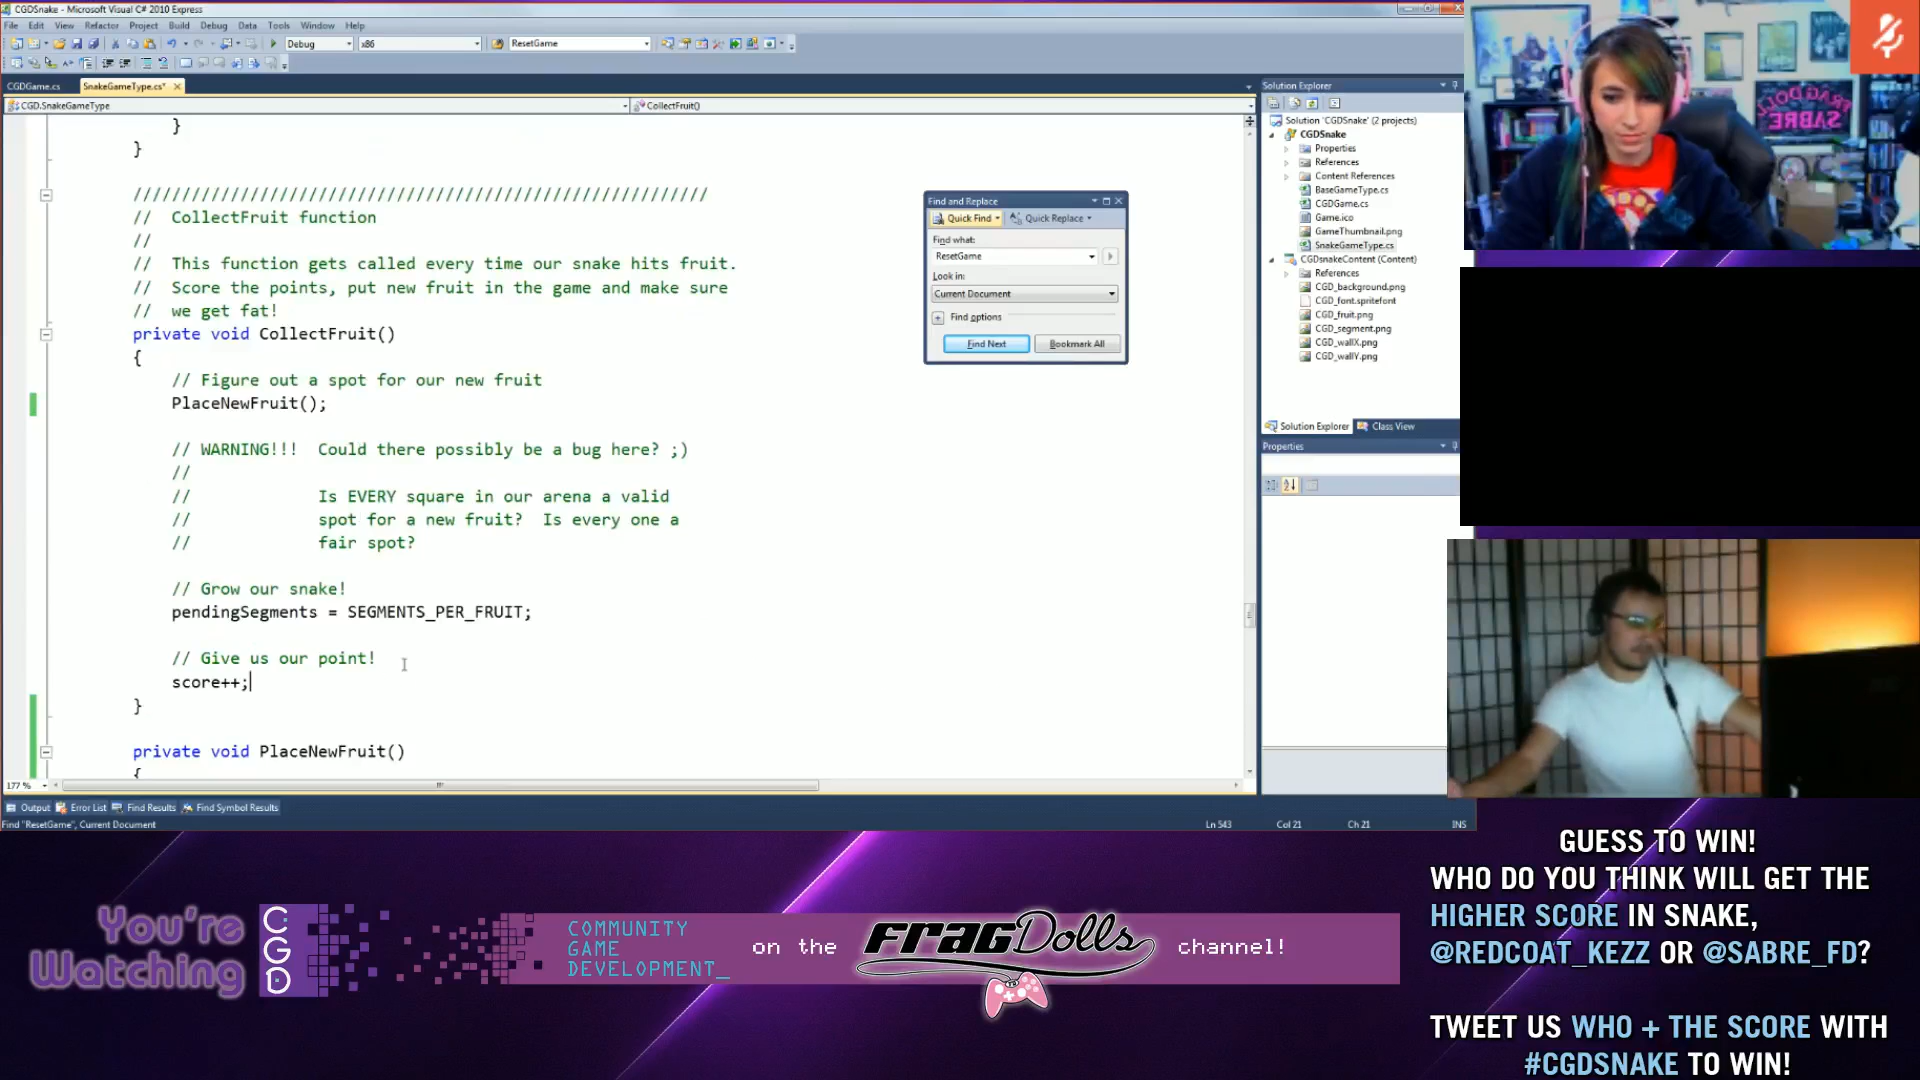 CGDSnake - Microsoft Visual C# 2010 Express
File Edit View Refactor Project Build Debug Data Tools Window Help
Debug x86 ResetGame
CGDGame.cs SnakeGameType.cs*
CGD.SnakeGameType CollectFruit()
}
}
////////////////////////////////////////////////////////////
// CollectFruit function
//
// This function gets called every time our snake hits fruit.
// Score the points, put new fruit in the game and make sure
// we get fat!
private void CollectFruit()
{
// Figure out a spot for our new fruit
PlaceNewFruit();
// WARNING!!! Could there possibly be a bug here? ;)
//
// Is EVERY square in our arena a valid
// spot for a new fruit? Is every one a
// fair spot?
// Grow our snake!
pendingSegments = SEGMENTS_PER_FRUIT;
// Give us our point!
score++;
}
private void PlaceNewFruit()
{
177 %
Output Error List Find Results Find Symbol Results
Find "ResetGame", Current Document Ln 543 Col 21 Ch 21 INS
Find and Replace
Quick Find Quick Replace
Find what:
ResetGame
Look in:
Current Document
Find options
Find Next Bookmark All
Solution Explorer
Solution 'CGDSnake' (2 projects)
CGDSnake
Properties
References
Content References
BaseGameType.cs
CGDGame.cs
Game.ico
GameThumbnail.png
SnakeGameType.cs
CGDsnakeContent (Content)
References
CGD_background.png
CGD_font.spritefont
CGD_fruit.png
CGD_segment.png
CGD_wallX.png
CGD_wallY.png
Solution Explorer Class View
Properties
FRAG DOLL
SABRE
GUESS TO WIN!
WHO DO YOU THINK WILL GET THE
HIGHER SCORE IN SNAKE,
@REDCOAT_KEZZ OR @SABRE_FD?
TWEET US WHO + THE SCORE WITH
#CGDSNAKE TO WIN!
You're
Watching
CGD
COMMUNITY
GAME
DEVELOPMENT_
on the FRAGDOLLS channel!